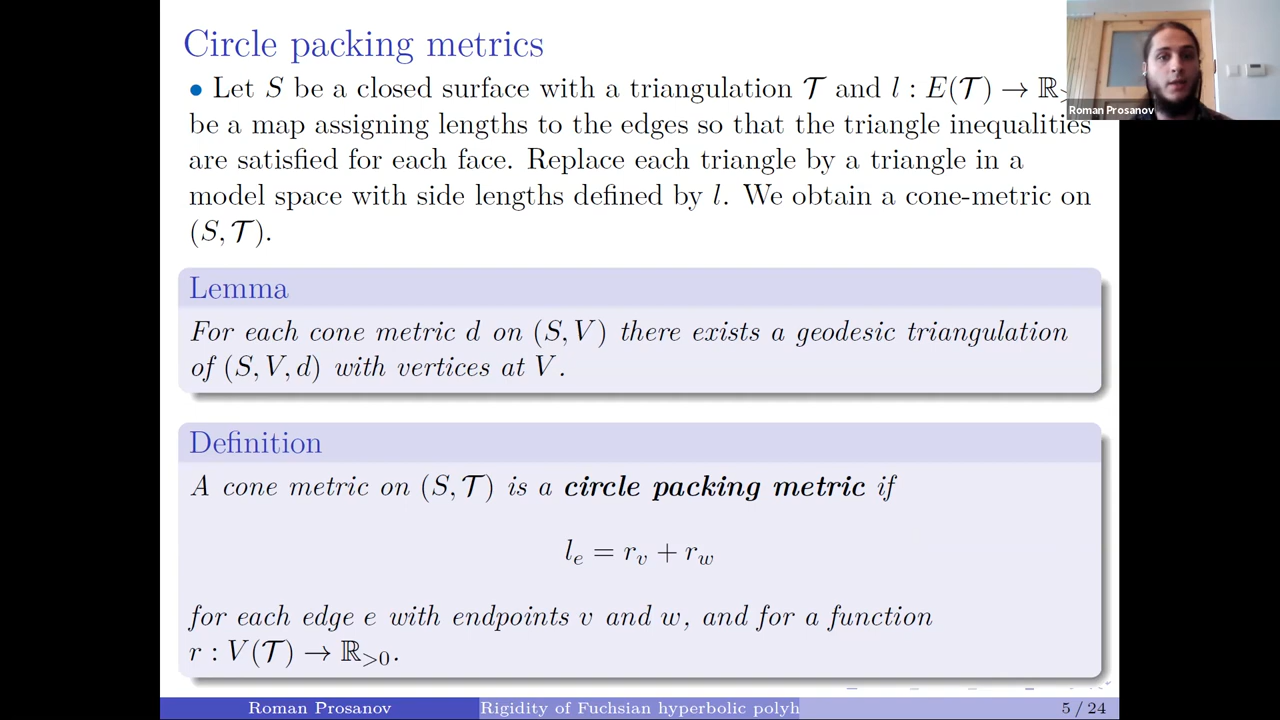 Circle packing metrics
• Let S be a closed surface with a triangulation 𝒯 and l : E(𝒯) → ℝ>
be a map assigning lengths to the edges so that the triangle inequalities
are satisfied for each face. Replace each triangle by a triangle in a
model space with side lengths defined by l. We obtain a cone-metric on
(S, 𝒯).
Lemma
For each cone metric d on (S, V) there exists a geodesic triangulation
of (S, V, d) with vertices at V.
Definition
A cone metric on (S, 𝒯) is a circle packing metric if
lₑ = r_v + r_w
for each edge e with endpoints v and w, and for a function
r : V(𝒯) → ℝ>0.
Roman Prosanov
Roman Prosanov Rigidity of Fuchsian hyperbolic polyh 5 / 24